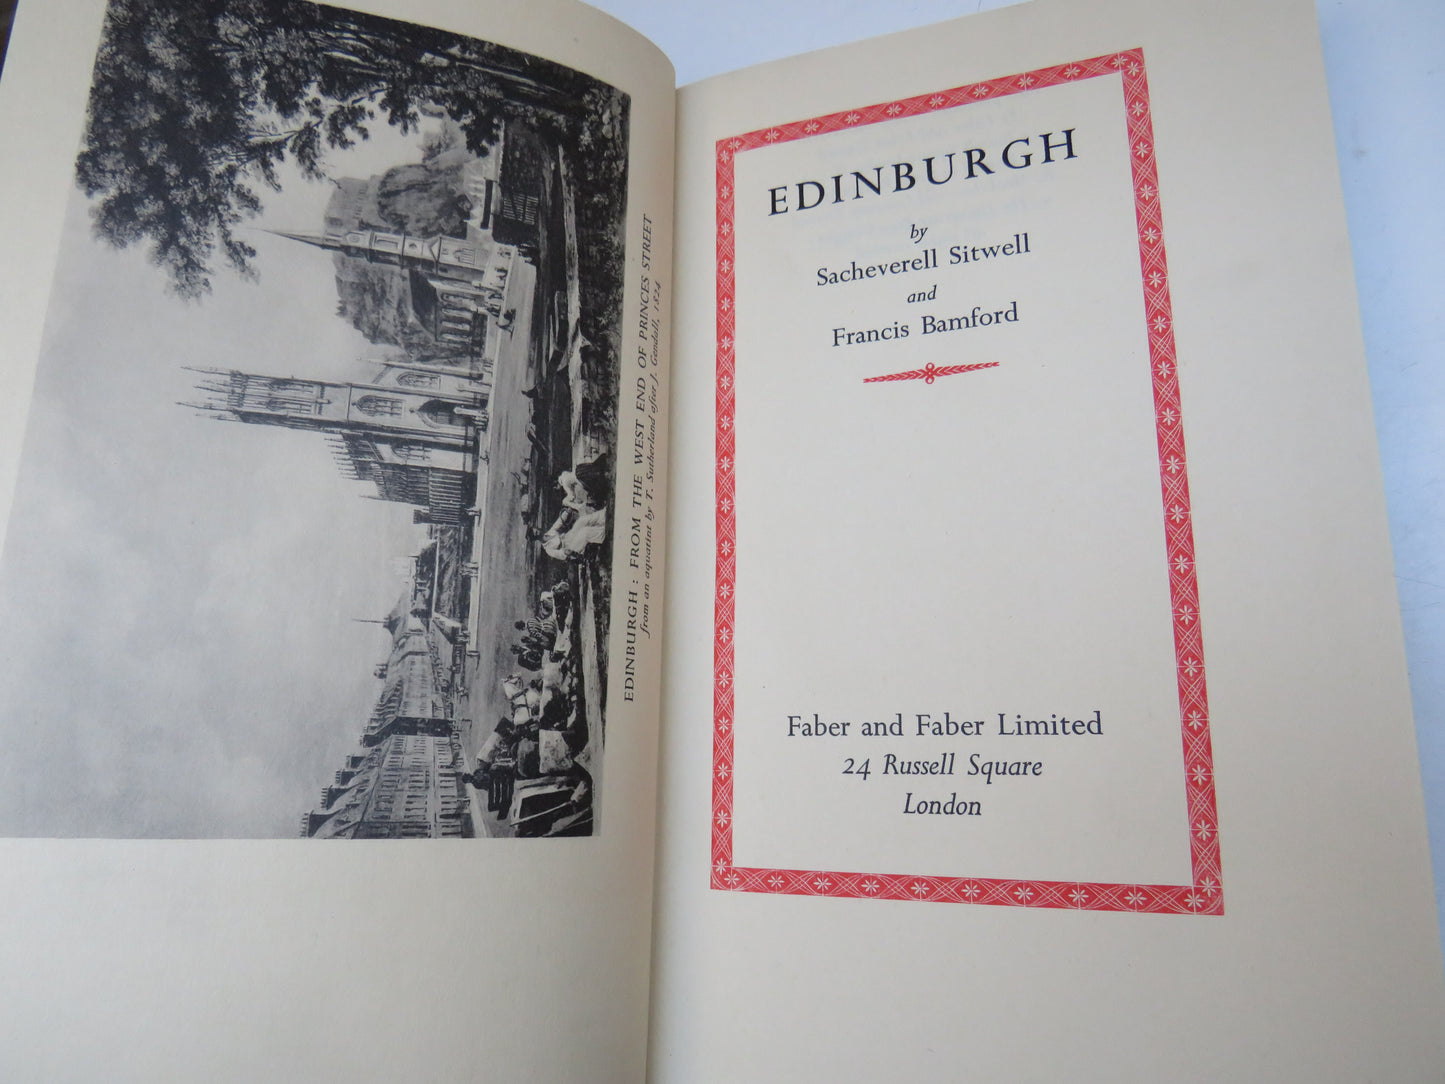 EDINBURGH : FROM THE WEST END OF PRINCES STREET
from an aquatint by T. Sutherland after J. Gendall, 1824
EDINBURGH
by
Sacheverell Sitwell
and
Francis Bamford
Faber and Faber Limited
24 Russell Square
London